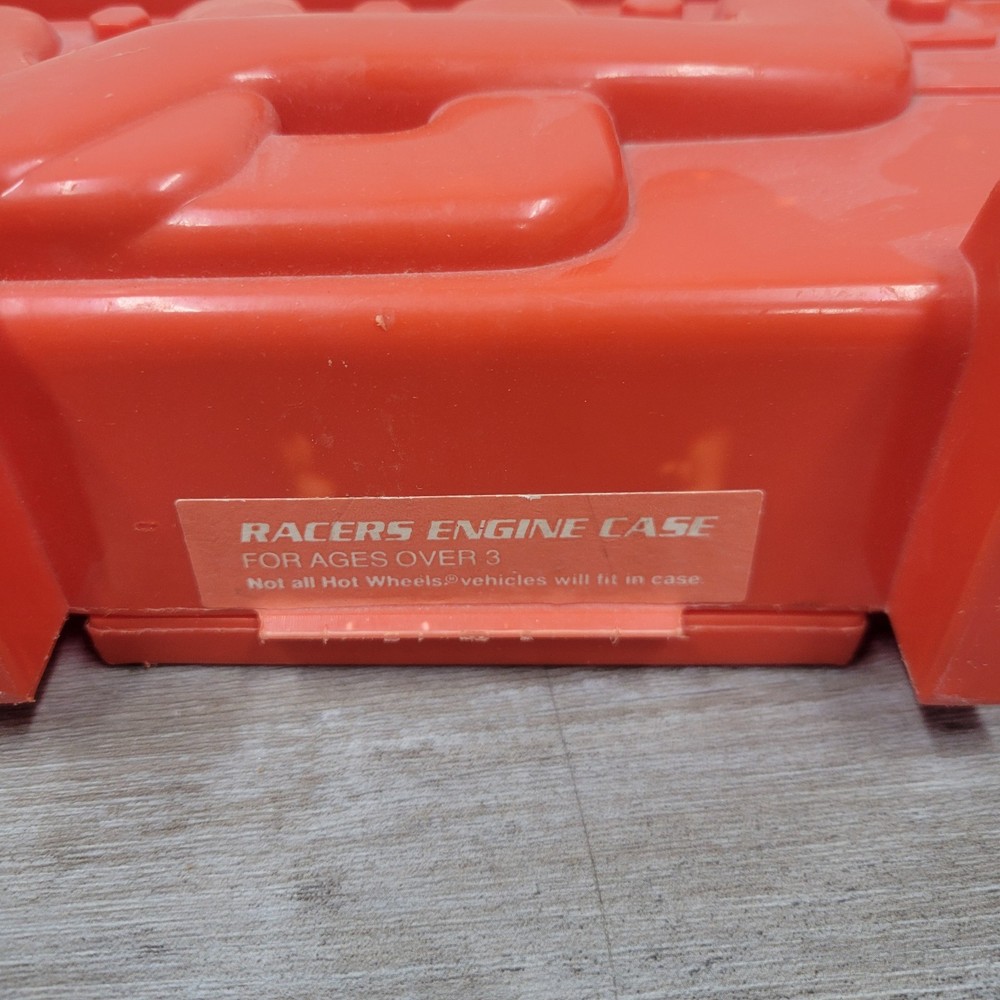 RACERS ENGINE CASE
FOR AGES OVER 3
Not all Hot Wheels® vehicles will fit in case.